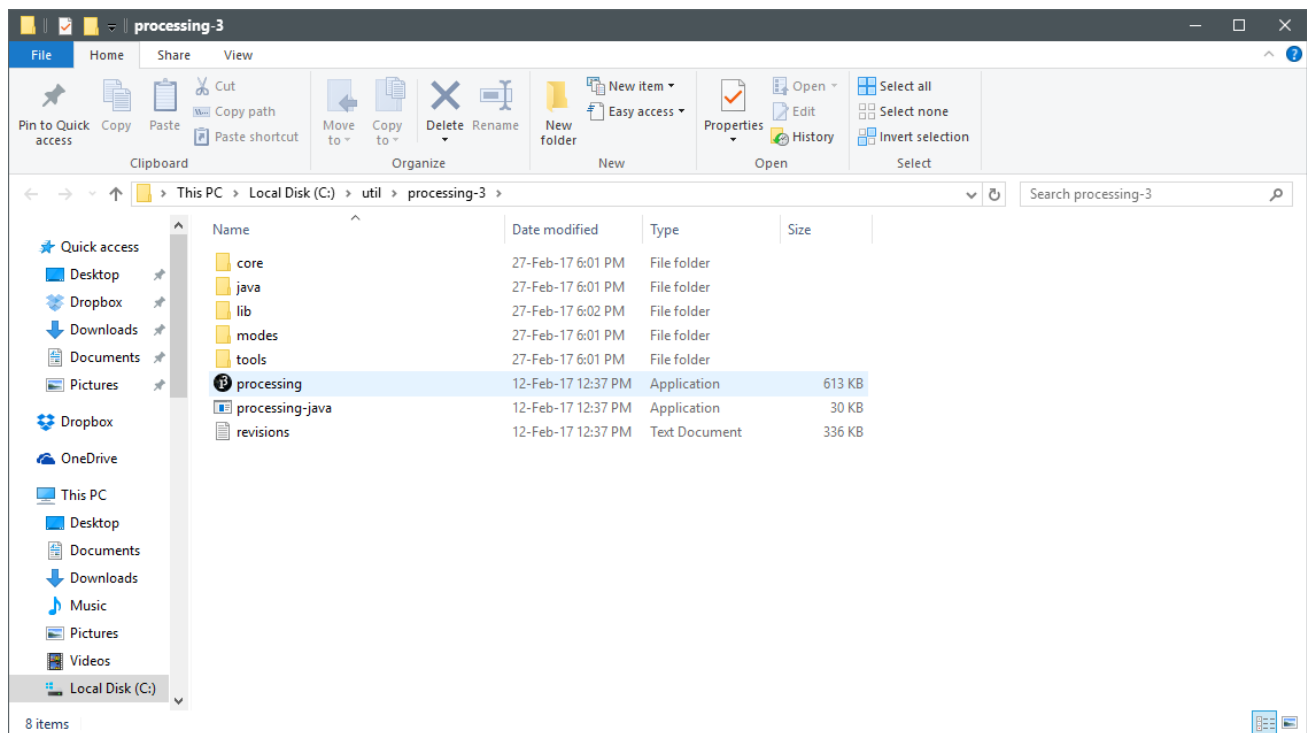 processing-3
File Home Share View
Pin to Quick access
Copy
Paste
Cut
Copy path
Paste shortcut
Clipboard
Move to
Copy to
Delete
Rename
Organize
New folder
New item
Easy access
New
Properties
Open
Edit
History
Open
Select all
Select none
Invert selection
Select
This PC > Local Disk (C:) > util > processing-3 >
Search processing-3
Quick access
Desktop
Dropbox
Downloads
Documents
Pictures
Dropbox
OneDrive
This PC
Desktop
Documents
Downloads
Music
Pictures
Videos
Local Disk (C:)
Name Date modified Type Size
core 27-Feb-17 6:01 PM File folder
java 27-Feb-17 6:01 PM File folder
lib 27-Feb-17 6:02 PM File folder
modes 27-Feb-17 6:01 PM File folder
tools 27-Feb-17 6:01 PM File folder
processing 12-Feb-17 12:37 PM Application 613 KB
processing-java 12-Feb-17 12:37 PM Application 30 KB
revisions 12-Feb-17 12:37 PM Text Document 336 KB
8 items